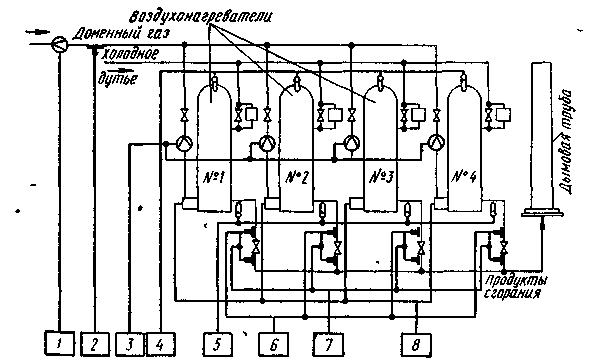 Воздухонагреватели
Доменный газ
Холодное
дутье
№1
№2
№3
№4
Дымовая труба
Продукты
сгорания
1
2
3
4
5
6
7
8